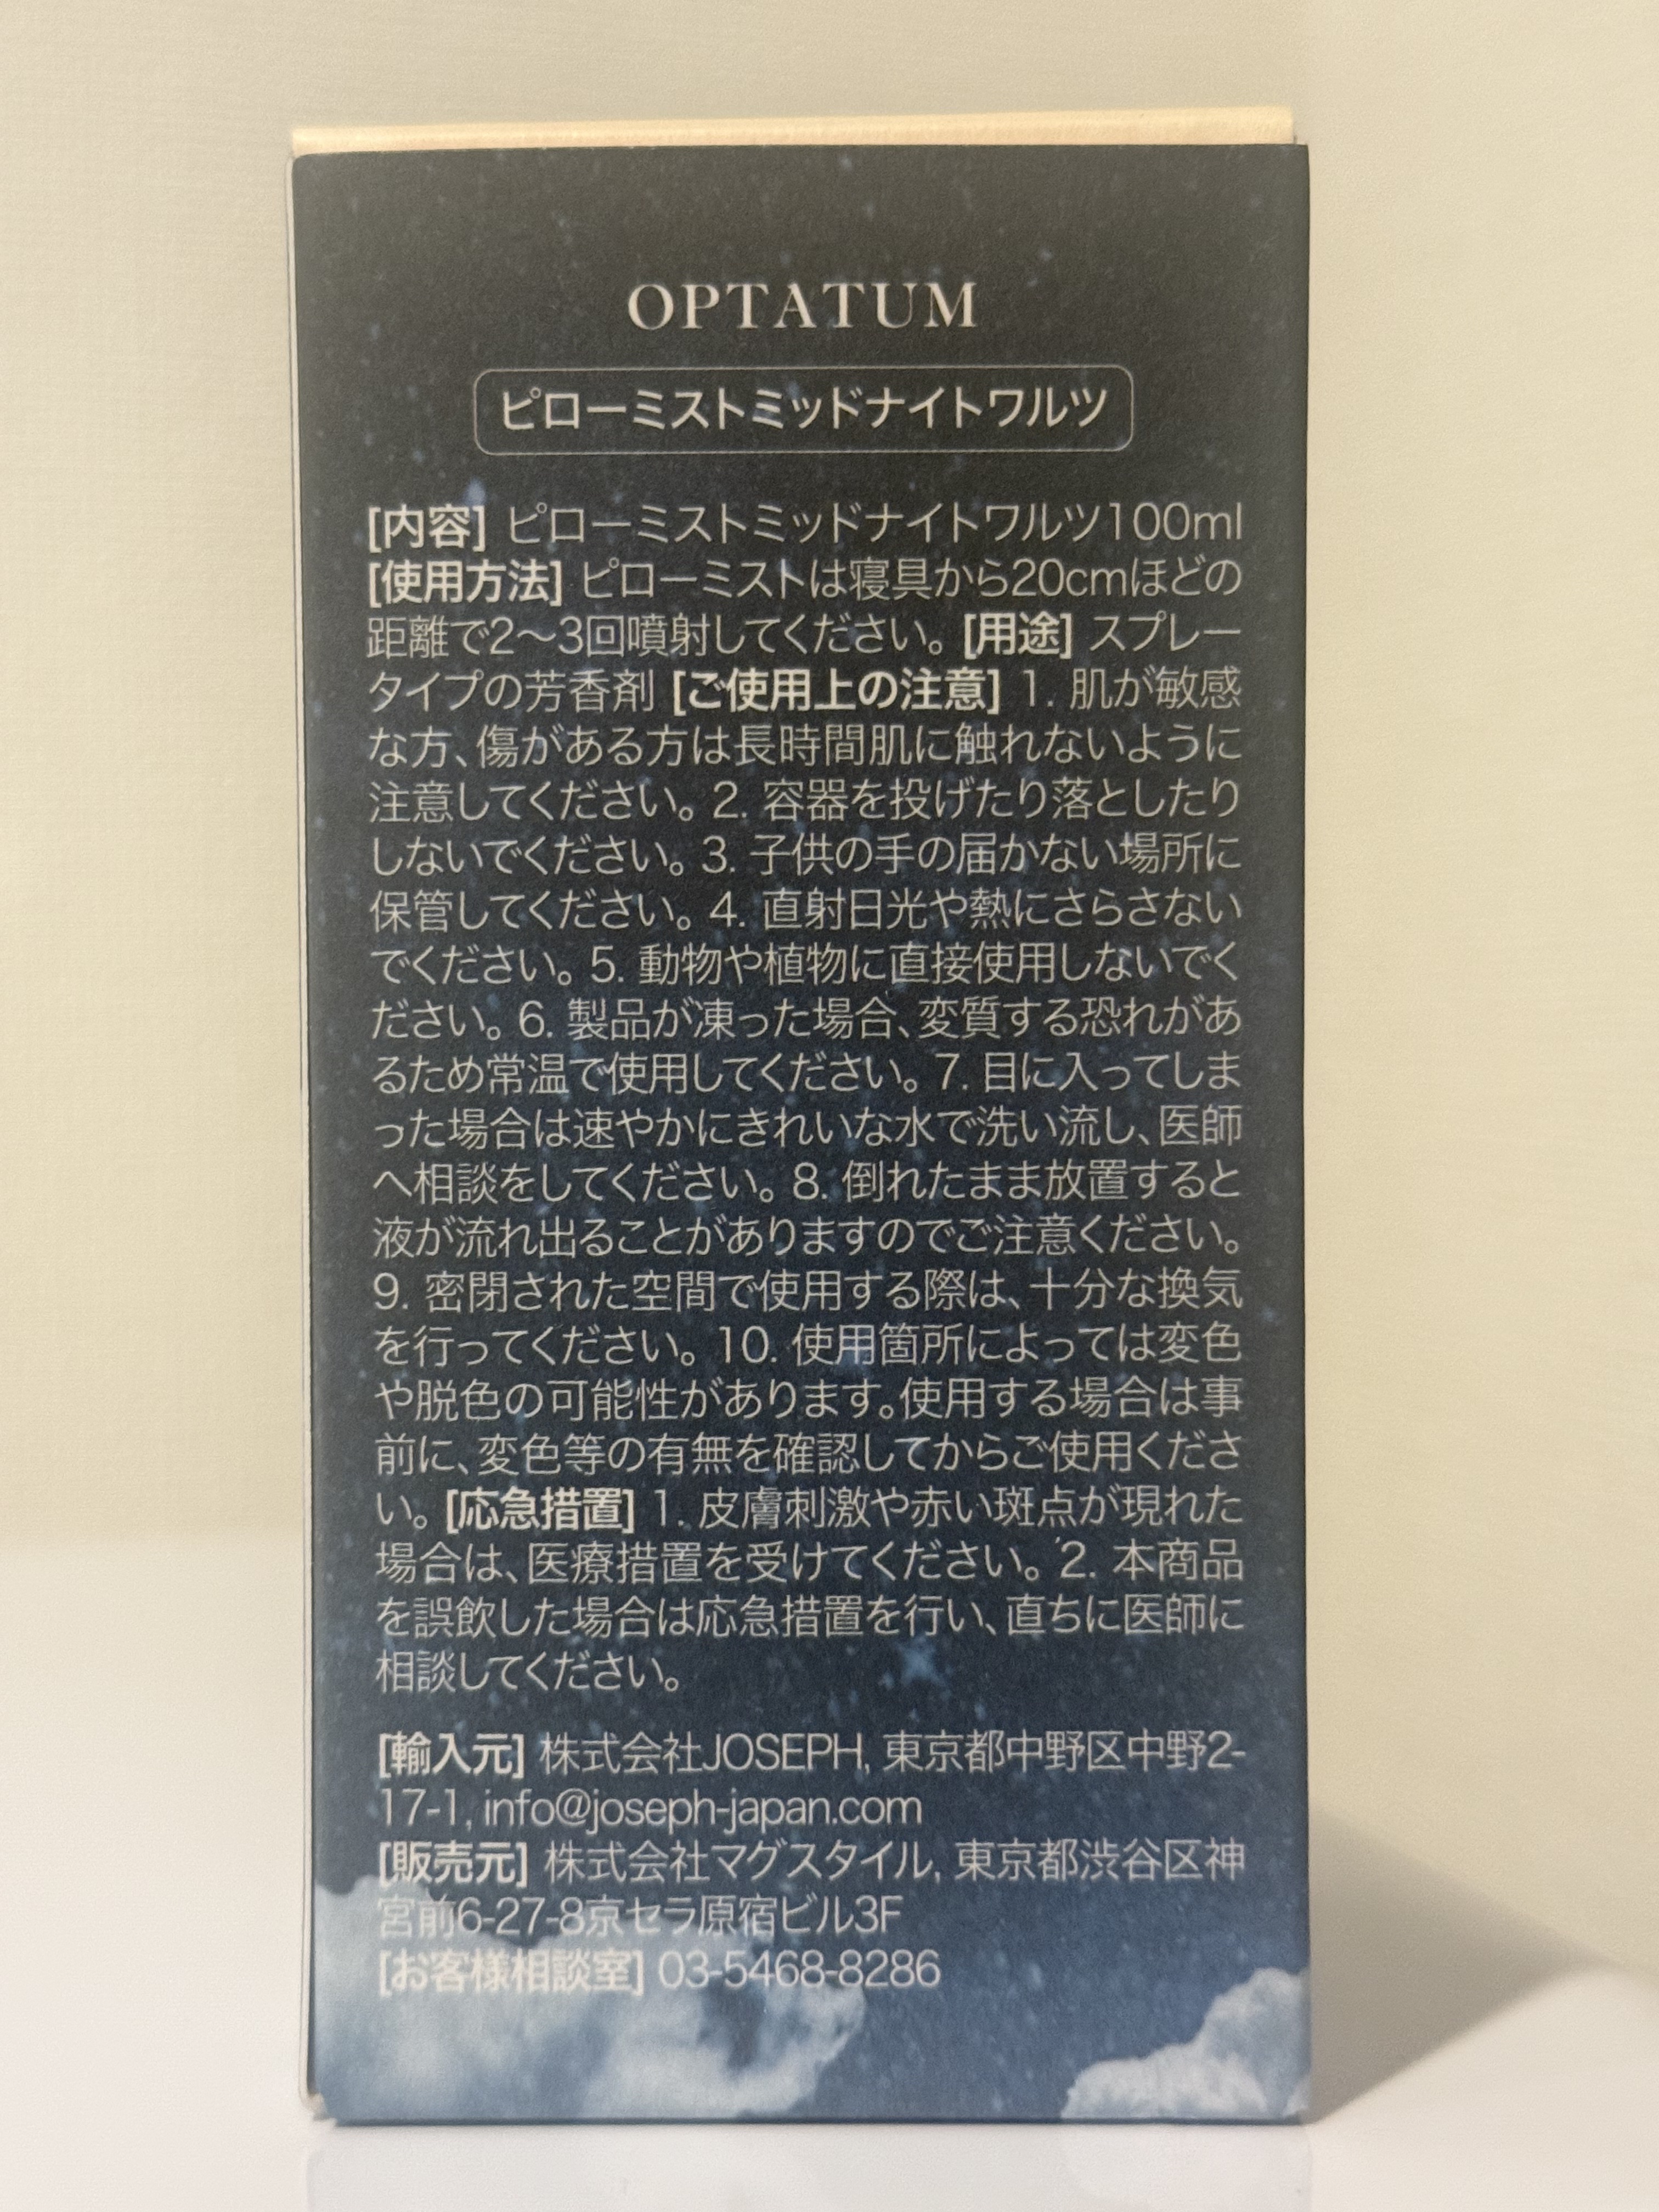 OPTATUM
ピローミストミッドナイトワルツ
[内容] ピローミストミッドナイトワルツ100ml
[使用方法] ピローミストは寝具から20cmほどの
距離で2〜3回噴射してください。[用途] スプレー
タイプの芳香剤 [ご使用上の注意] 1. 肌が敏感
な方、傷がある方は長時間肌に触れないように
注意してください。2. 容器を投げたり落としたり
しないでください。3. 子供の手の届かない場所に
保管してください。4. 直射日光や熱にさらさない
でください。5. 動物や植物に直接使用しないでく
ださい。6. 製品が凍った場合、変質する恐れがあ
るため常温で使用してください。7. 目に入ってしま
った場合は速やかにきれいな水で洗い流し、医師
へ相談をしてください。8. 倒れたまま放置すると
液が流れ出ることがありますのでご注意ください。
9. 密閉された空間で使用する際は、十分な換気
を行ってください。10. 使用箇所によっては変色
や脱色の可能性があります。使用する場合は事
前に、変色等の有無を確認してからご使用くださ
い。[応急措置] 1. 皮膚刺激や赤い斑点が現れた
場合は、医療措置を受けてください。2. 本商品
を誤飲した場合は応急措置を行い、直ちに医師に
相談してください。
[輸入元] 株式会社JOSEPH, 東京都中野区中野2-
17-1, info@joseph-japan.com
[販売元] 株式会社マグスタイル, 東京都渋谷区神
宮前6-27-8京セラ原宿ビル3F
[お客様相談室] 03-5468-8286